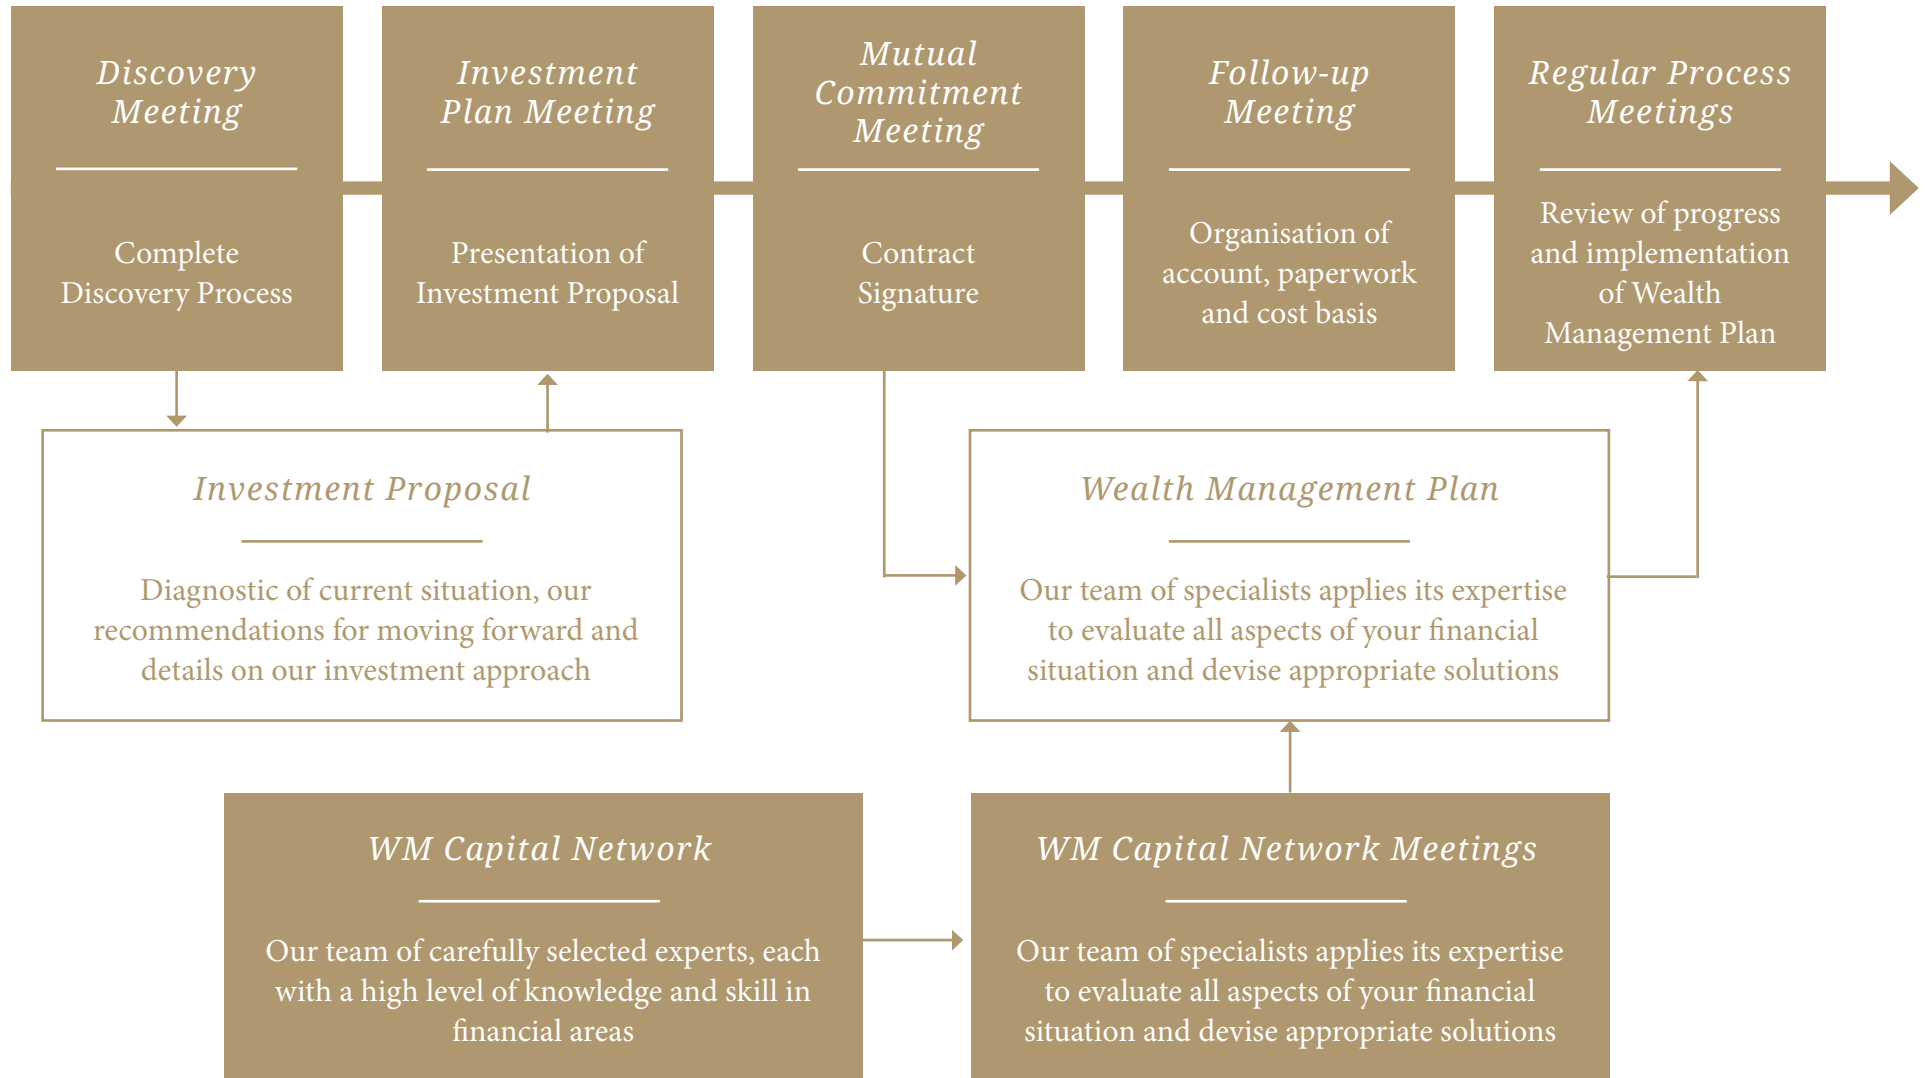 Discovery
Meeting
Complete
Discovery Process
Investment
Plan Meeting
Presentation of
Investment Proposal
Mutual
Commitment
Meeting
Contract
Signature
Follow-up
Meeting
Organisation of
account, paperwork
and cost basis
Regular Process
Meetings
Review of progress
and implementation
of Wealth
Management Plan
Investment Proposal
Diagnostic of current situation, our
recommendations for moving forward and
details on our investment approach
Wealth Management Plan
Our team of specialists applies its expertise
to evaluate all aspects of your financial
situation and devise appropriate solutions
WM Capital Network
Our team of carefully selected experts, each
with a high level of knowledge and skill in
financial areas
WM Capital Network Meetings
Our team of specialists applies its expertise
to evaluate all aspects of your financial
situation and devise appropriate solutions